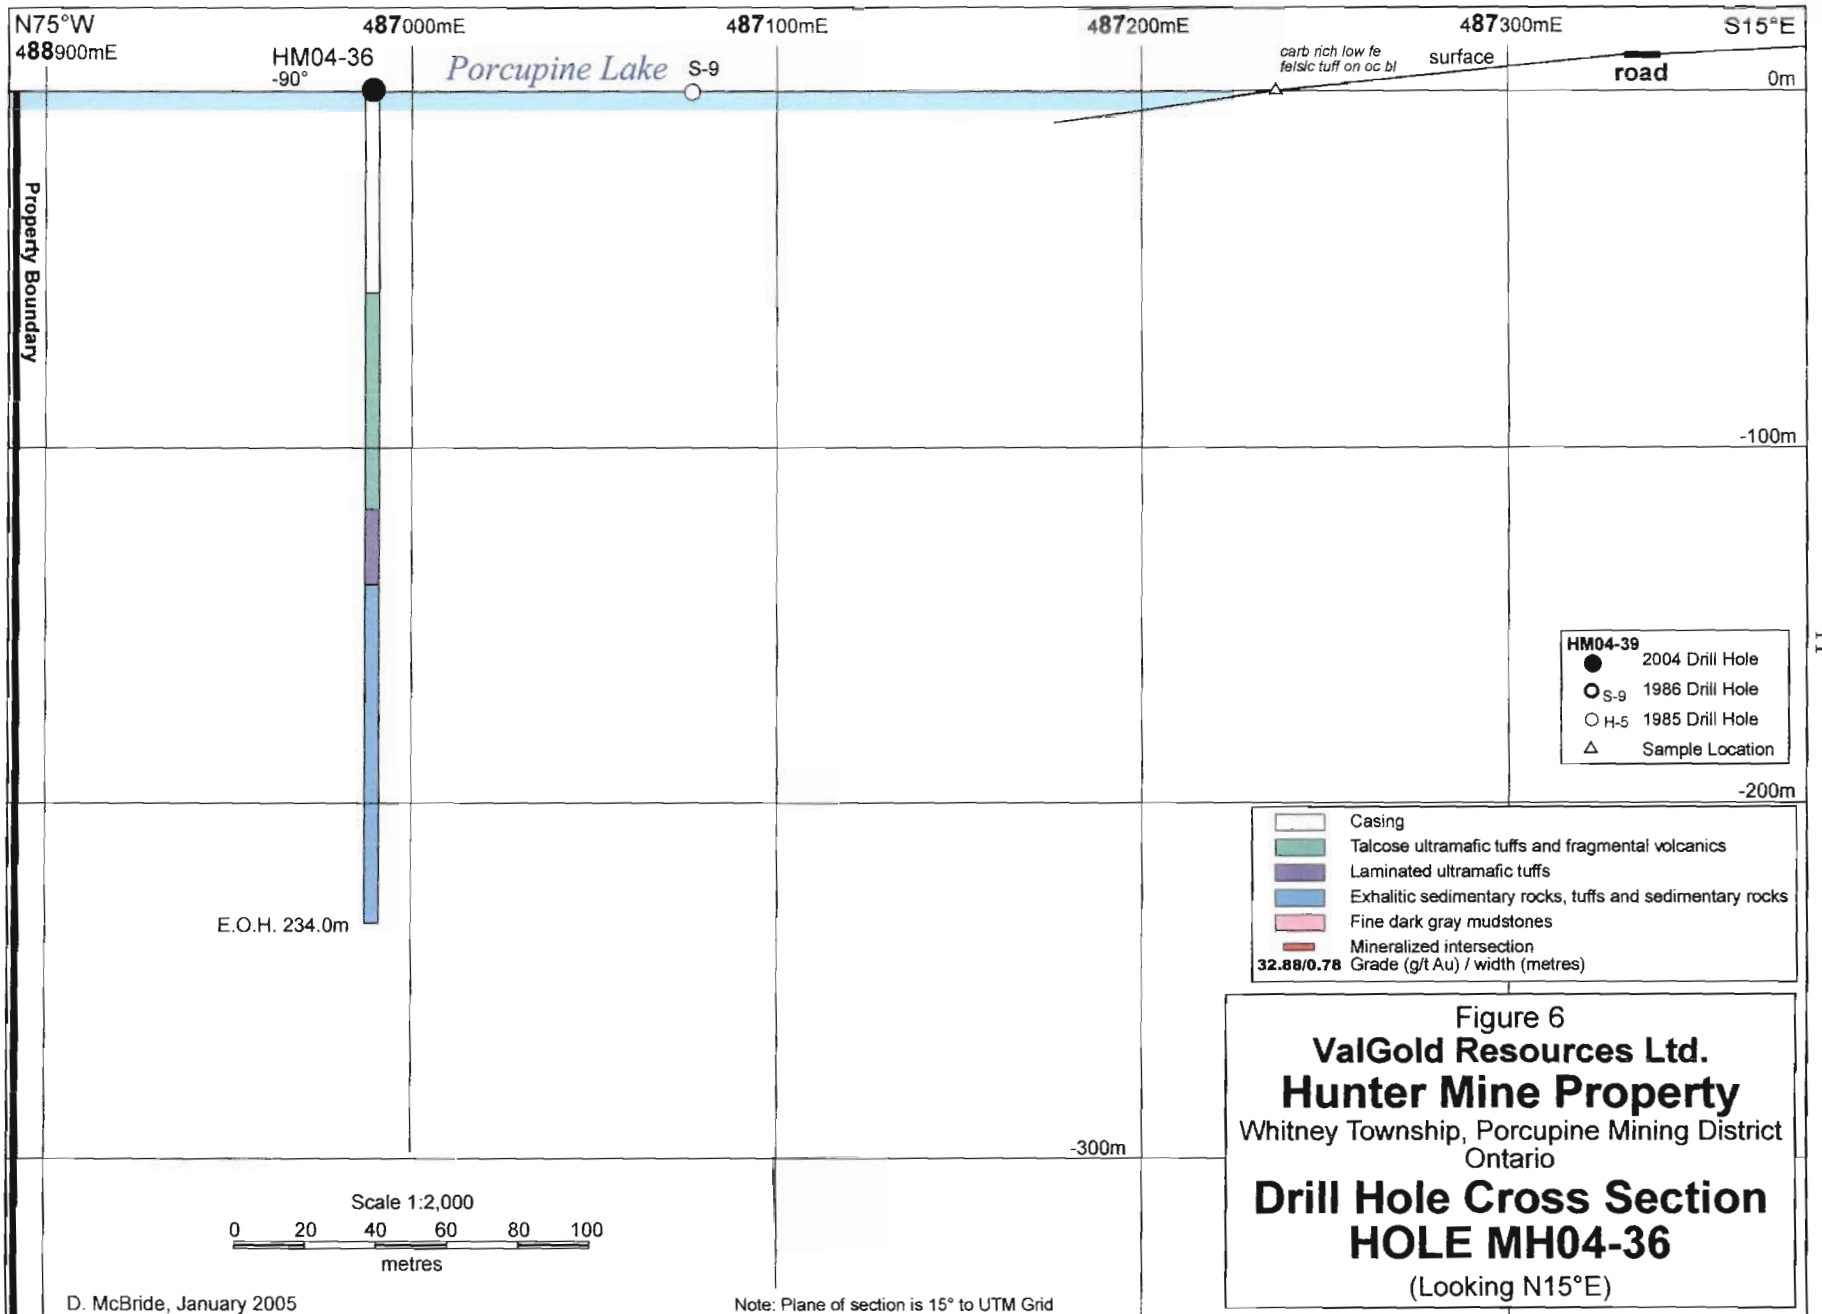 N75°W
487000mE
487100mE
487200mE
487300mE
S15°E
488900mE
HM04-36
-90°
Porcupine Lake
S-9
carb rich low fe
felsic tuff on oc bl
surface
road
0m
Property Boundary
-100m
HM04-39
2004 Drill Hole
S-9 1986 Drill Hole
H-5 1985 Drill Hole
Sample Location
-200m
Casing
Talcose ultramafic tuffs and fragmental volcanics
Laminated ultramafic tuffs
Exhalitic sedimentary rocks, tuffs and sedimentary rocks
Fine dark gray mudstones
Mineralized intersection
32.88/0.78 Grade (g/t Au) / width (metres)
E.O.H. 234.0m
-300m
Figure 6
ValGold Resources Ltd.
Hunter Mine Property
Whitney Township, Porcupine Mining District
Ontario
Drill Hole Cross Section
HOLE MH04-36
(Looking N15°E)
Scale 1:2,000
0 20 40 60 80 100
metres
D. McBride, January 2005
Note: Plane of section is 15° to UTM Grid